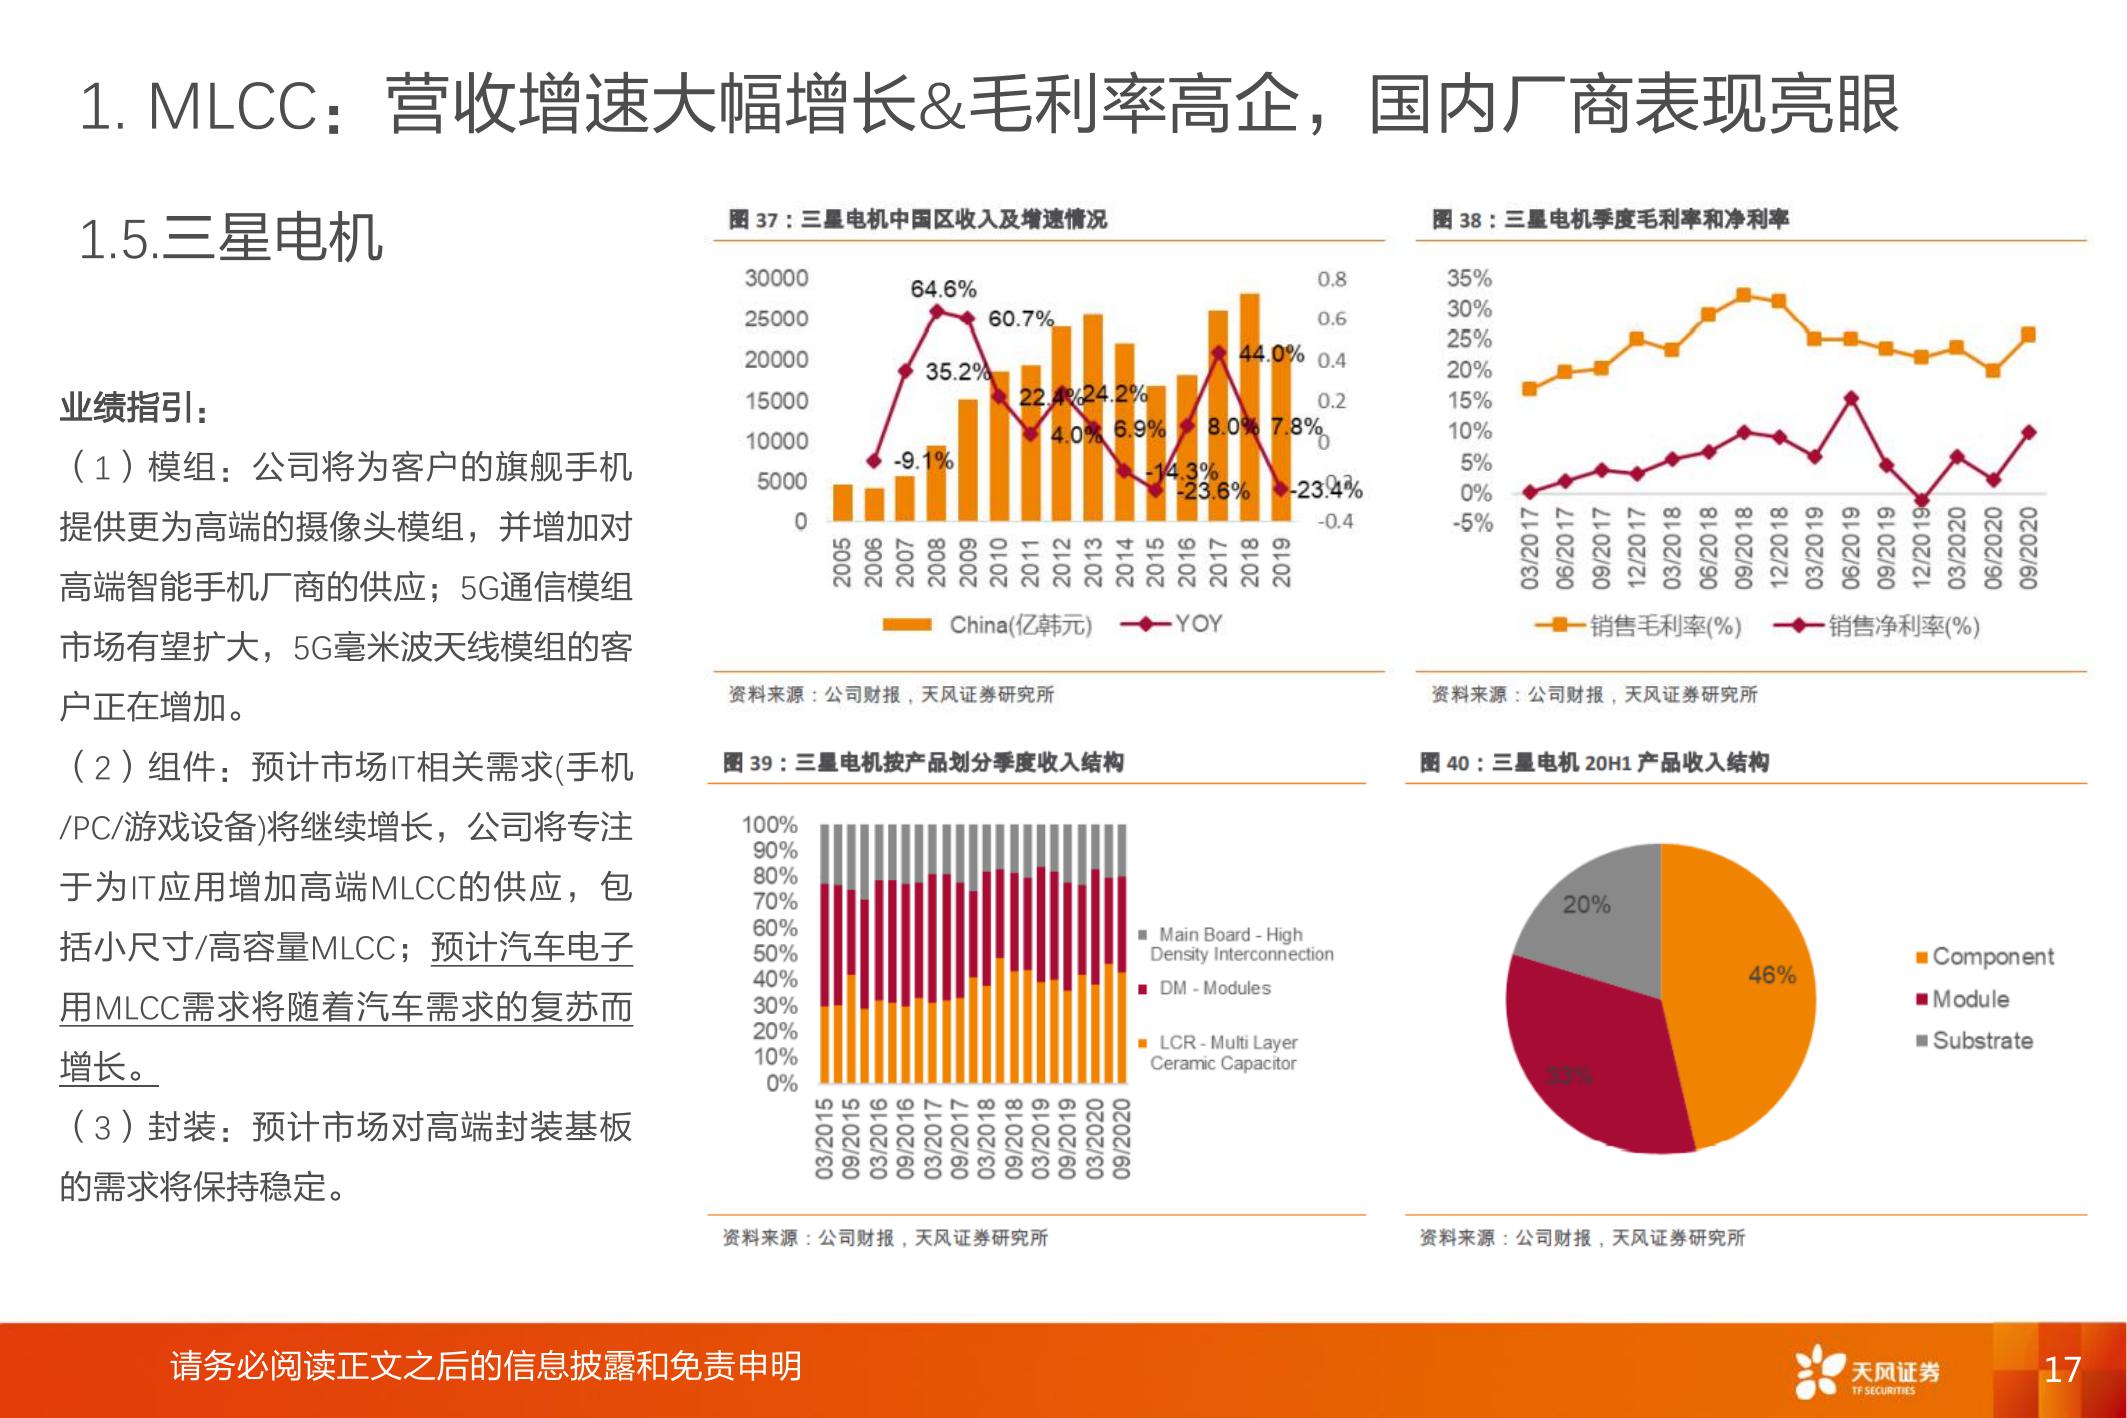 1. MLCC：营收增速大幅增长&毛利率高企，国内厂商表现亮眼
1.5.三星电机
业绩指引：
（1）模组：公司将为客户的旗舰手机
提供更为高端的摄像头模组，并增加对
高端智能手机厂商的供应；5G通信模组
市场有望扩大，5G毫米波天线模组的客
户正在增加。
（2）组件：预计市场IT相关需求(手机
/PC/游戏设备)将继续增长，公司将专注
于为IT应用增加高端MLCC的供应，包
括小尺寸/高容量MLCC；预计汽车电子
用MLCC需求将随着汽车需求的复苏而
增长。
（3）封装：预计市场对高端封装基板
的需求将保持稳定。
图 37：三星电机中国区收入及增速情况
30000
25000
20000
15000
10000
5000
0
0.8
0.6
0.4
0.2
0
-0.2
-0.4
-9.1%
35.2%
64.6%
60.7%
22.4%
4.0%
24.2%
6.9%
-14.3%
-23.6%
8.0%
44.0%
7.8%
-23.4%
2005 2006 2007 2008 2009 2010 2011 2012 2013 2014 2015 2016 2017 2018 2019
China(亿韩元) YOY
资料来源：公司财报，天风证券研究所
图 38：三星电机季度毛利率和净利率
35%
30%
25%
20%
15%
10%
5%
0%
-5%
03/2017 06/2017 09/2017 12/2017 03/2018 06/2018 09/2018 12/2018 03/2019 06/2019 09/2019 12/2019 03/2020 06/2020 09/2020
销售毛利率(%) 销售净利率(%)
资料来源：公司财报，天风证券研究所
图 39：三星电机按产品划分季度收入结构
100%
90%
80%
70%
60%
50%
40%
30%
20%
10%
0%
03/2015 09/2015 03/2016 09/2016 03/2017 09/2017 03/2018 09/2018 03/2019 09/2019 03/2020 09/2020
Main Board - High
Density Interconnection
DM - Modules
LCR - Multi Layer
Ceramic Capacitor
资料来源：公司财报，天风证券研究所
图 40：三星电机 20H1 产品收入结构
20%
46%
33%
Component
Module
Substrate
资料来源：公司财报，天风证券研究所
请务必阅读正文之后的信息披露和免责申明
天风证券
TF SECURITIES
17